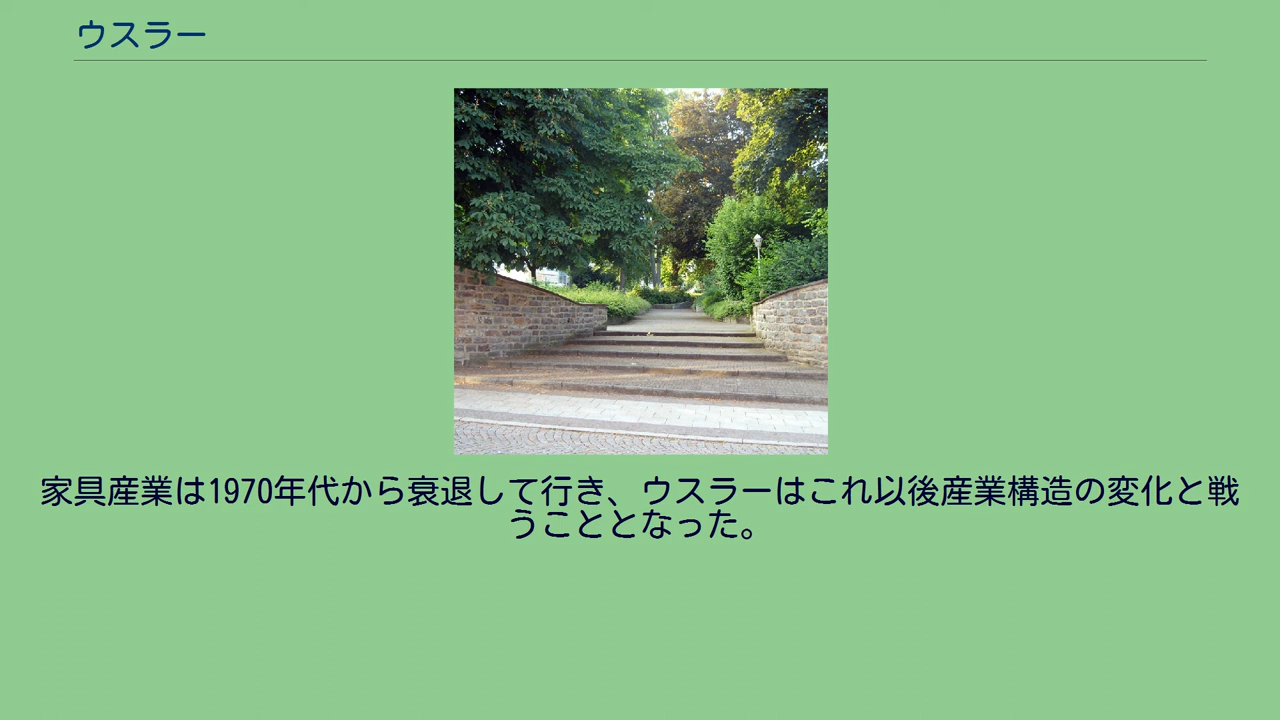 ウスラー
家具産業は1970年代から衰退して行き、ウスラーはこれ以後産業構造の変化と戦
うこととなった。